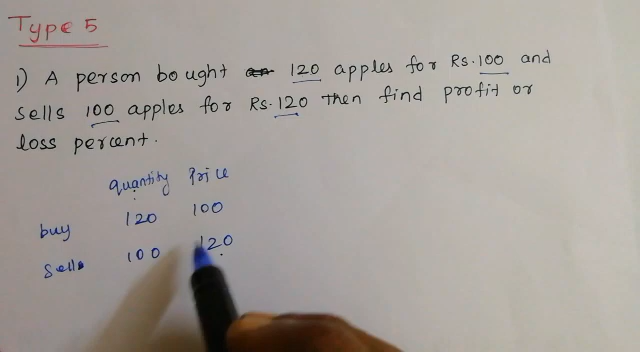 Type 5
1) A person bought 120 apples for Rs.100 and
sells 100 apples for Rs.120 then find profit or
loss percent.
quantity Price
buy 120 100
Sells 100 120